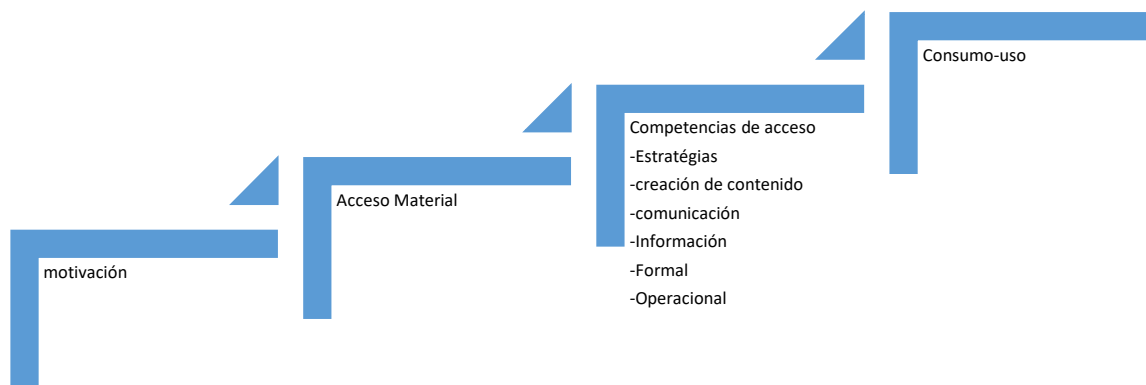 motivación
Acceso Material
Competencias de acceso
-Estratégias
-creación de contenido
-comunicación
-Información
-Formal
-Operacional
Consumo-uso